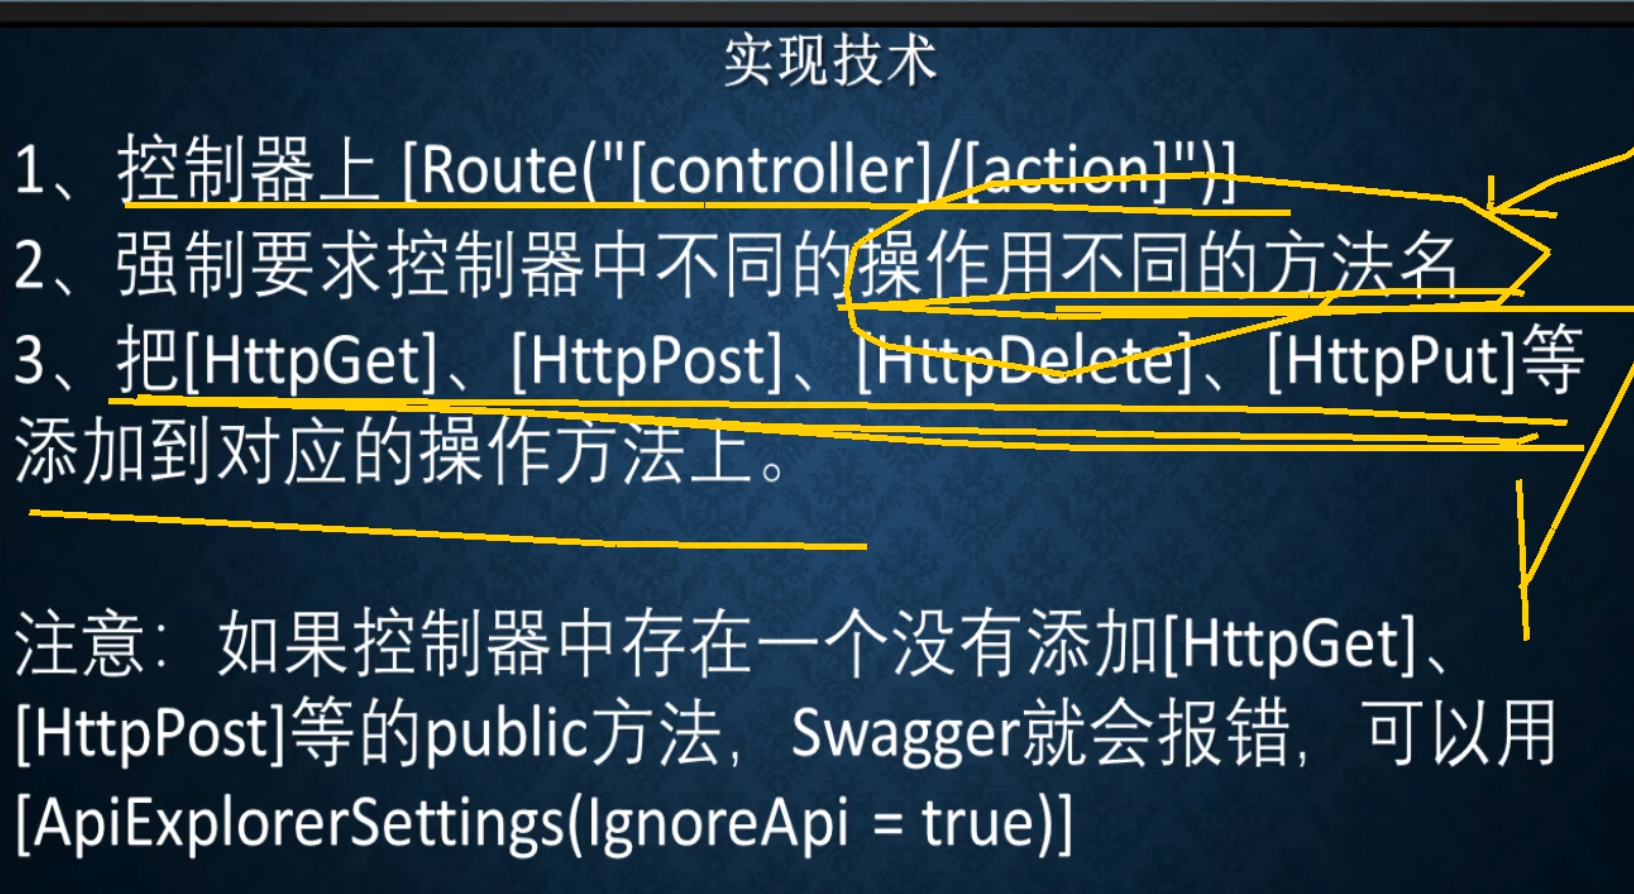 实现技术
1、控制器上 [Route("[controller]/[action]")]
2、强制要求控制器中不同的操作用不同的方法名
3、把[HttpGet]、[HttpPost]、[HttpDelete]、[HttpPut]等
添加到对应的操作方法上。
注意：如果控制器中存在一个没有添加[HttpGet]、
[HttpPost]等的public方法，Swagger就会报错，可以用
[ApiExplorerSettings(IgnoreApi = true)]